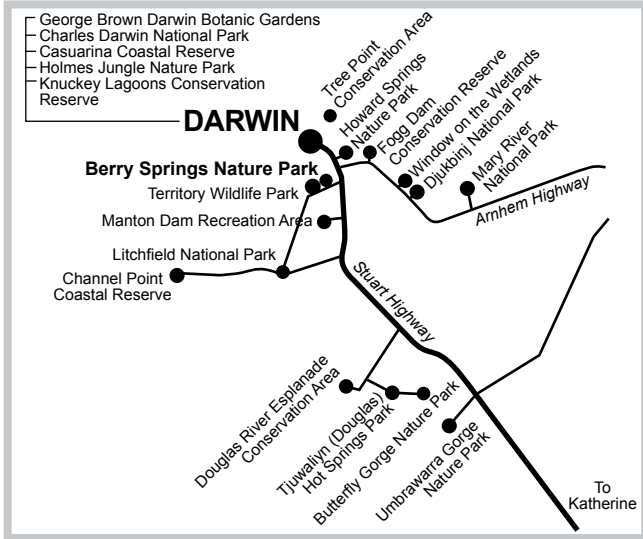 George Brown Darwin Botanic Gardens
Charles Darwin National Park
Casuarina Coastal Reserve
Holmes Jungle Nature Park
Knuckey Lagoons Conservation
Reserve
DARWIN
Tree Point
Conservation Area
Howard Springs
Nature Park
Fogg Dam
Conservation Reserve
Window on the Wetlands
Djukbinj National Park
Mary River
National Park
Arnhem Highway
Berry Springs Nature Park
Territory Wildlife Park
Manton Dam Recreation Area
Litchfield National Park
Channel Point
Coastal Reserve
Stuart Highway
Douglas River Esplanade
Conservation Area
Tjuwaliyn (Douglas)
Hot Springs Park
Butterfly Gorge Nature Park
Umbrawarra Gorge
Nature Park
To
Katherine